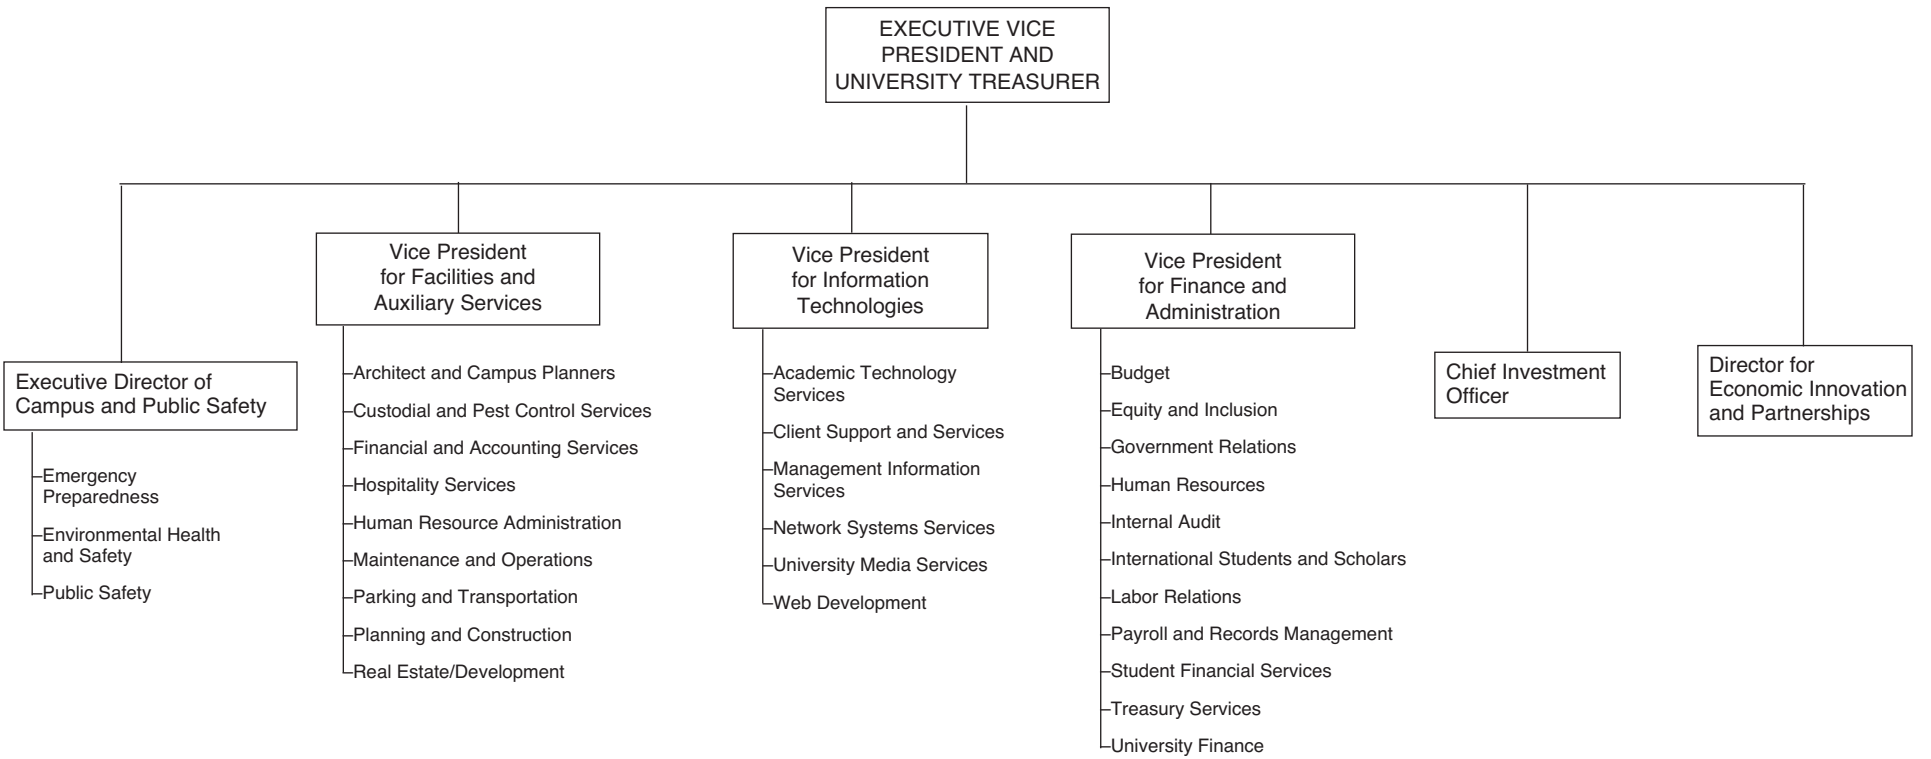 EXECUTIVE VICE
PRESIDENT AND
UNIVERSITY TREASURER
Executive Director of
Campus and Public Safety
Emergency
Preparedness
Environmental Health
and Safety
Public Safety
Vice President
for Facilities and
Auxiliary Services
Architect and Campus Planners
Custodial and Pest Control Services
Financial and Accounting Services
Hospitality Services
Human Resource Administration
Maintenance and Operations
Parking and Transportation
Planning and Construction
Real Estate/Development
Vice President
for Information
Technologies
Academic Technology
Services
Client Support and Services
Management Information
Services
Network Systems Services
University Media Services
Web Development
Vice President
for Finance and
Administration
Budget
Equity and Inclusion
Government Relations
Human Resources
Internal Audit
International Students and Scholars
Labor Relations
Payroll and Records Management
Student Financial Services
Treasury Services
University Finance
Chief Investment
Officer
Director for
Economic Innovation
and Partnerships